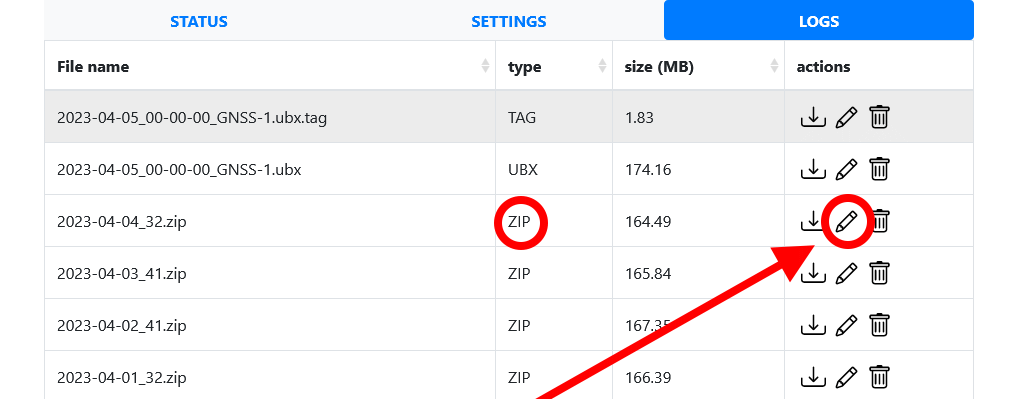 STATUS SETTINGS LOGS
File name type size (MB) actions
2023-04-05_00-00-00_GNSS-1.ubx.tag TAG 1.83
2023-04-05_00-00-00_GNSS-1.ubx UBX 174.16
2023-04-04_32.zip ZIP 164.49
2023-04-03_41.zip ZIP 165.84
2023-04-02_41.zip ZIP 167.35
2023-04-01_32.zip ZIP 166.39